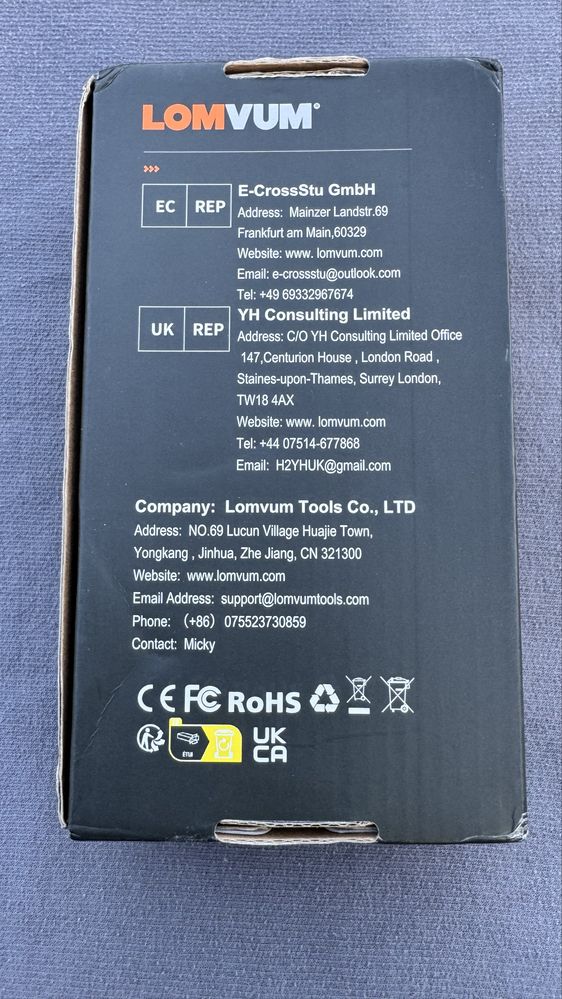 LOMVUM®
EC REP
E-CrossStu GmbH
Address: Mainzer Landstr.69
Frankfurt am Main,60329
Website: www. lomvum.com
Email: e-crossstu@outlook.com
Tel: +49 69332967674
UK REP
YH Consulting Limited
Address: C/O YH Consulting Limited Office
147,Centurion House , London Road ,
Staines-upon-Thames, Surrey London,
TW18 4AX
Website: www. lomvum.com
Tel: +44 07514-677868
Email: H2YHUK@gmail.com
Company: Lomvum Tools Co., LTD
Address: NO.69 Lucun Village Huajie Town,
Yongkang , Jinhua, Zhe Jiang, CN 321300
Website: www.lomvum.com
Email Address: support@lomvumtools.com
Phone: （+86）075523730859
Contact: Micky
CE FC RoHS
UK
CA